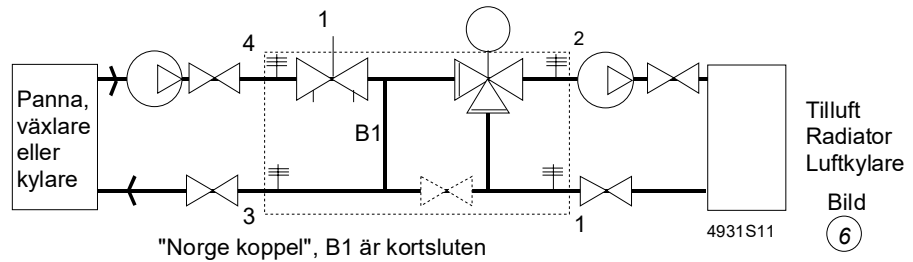 1
4
2
Panna,
växlare
eller
kylare
B1
Tilluft
Radiator
Luftkylare
Bild
6
3
1
4931S11
"Norge koppel", B1 är kortsluten